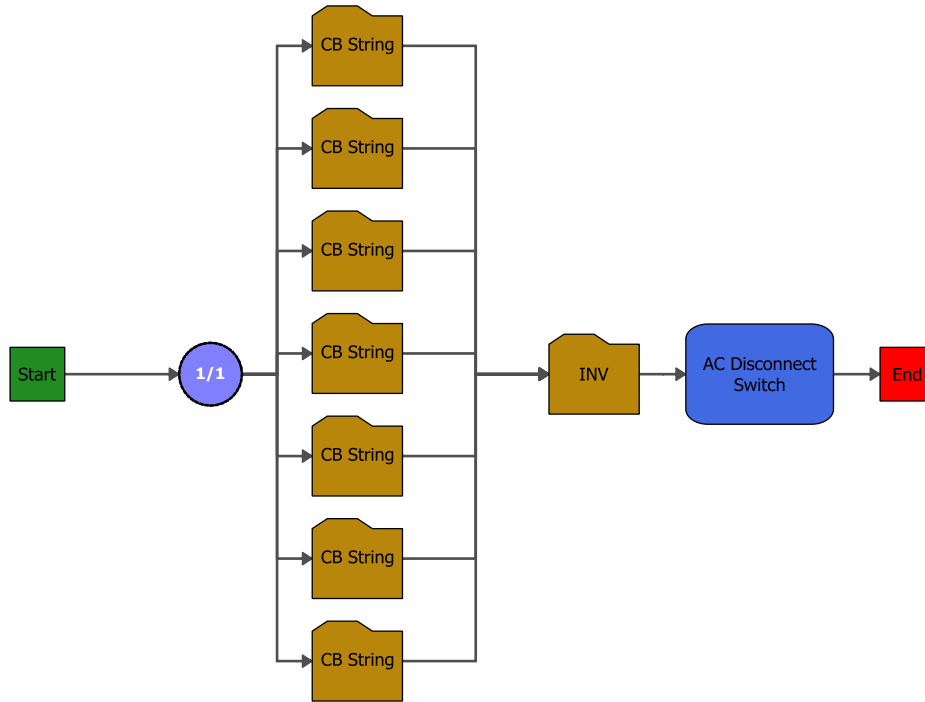 CB String
CB String
CB String
Start
1/1
CB String
INV
AC Disconnect
Switch
End
CB String
CB String
CB String